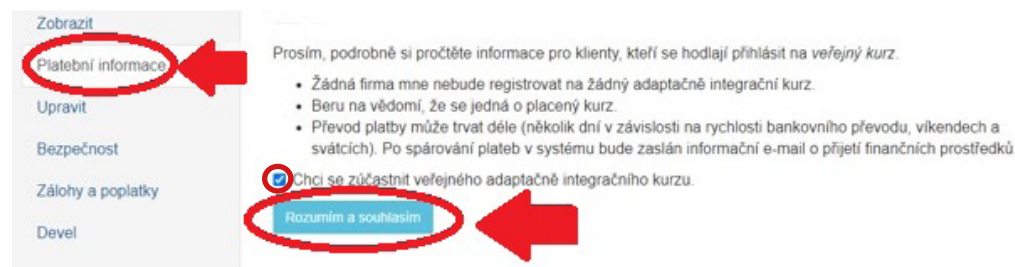 Zobrazit
Platební informace
Upravit
Bezpečnost
Zálohy a poplatky
Devel
Prosím, podrobně si pročtěte informace pro klienty, kteří se hodlají přihlásit na veřejný kurz.
• Žádná firma mne nebude registrovat na žádný adaptačně integrační kurz.
• Beru na vědomí, že se jedná o placený kurz.
• Převod platby může trvat déle (několik dní v závislosti na rychlosti bankovního převodu, víkendech a
svátcích). Po spárování plateb v systému bude zaslán informační e-mail o přijetí finančních prostředků
Chci se zúčastnit veřejného adaptačně integračního kurzu.
Rozumím a souhlasím